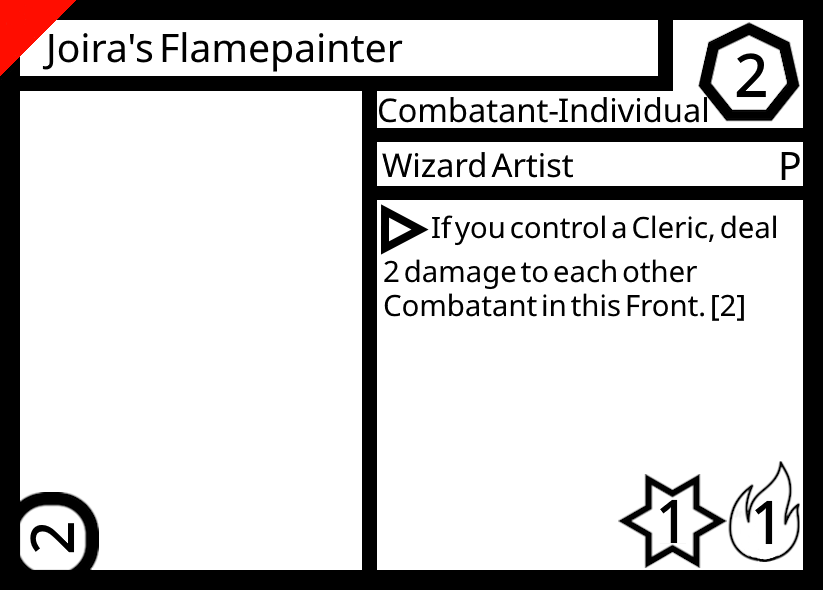 Joira's Flamepainter
2
Combatant-Individual
Wizard Artist P
If you control a Cleric, deal
2 damage to each other
Combatant in this Front. [2]
2
1 1